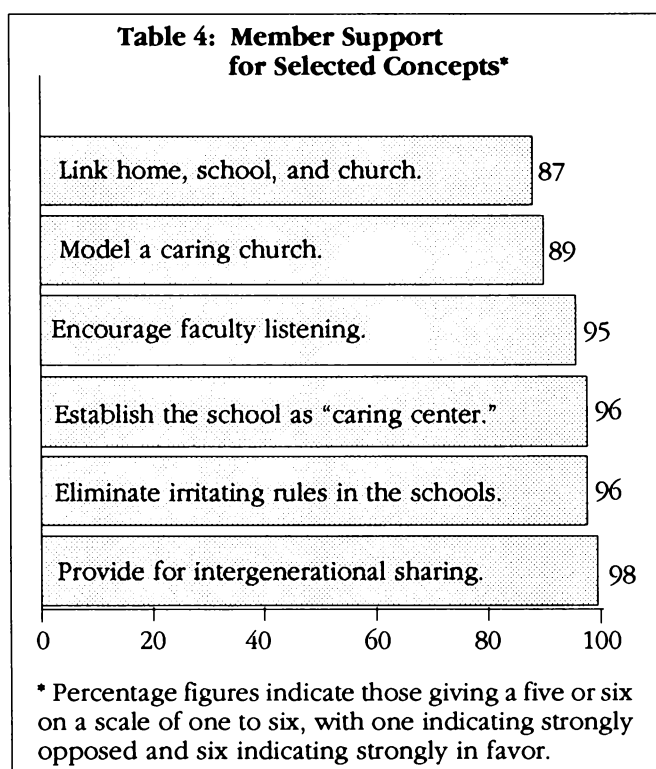 Table 4: Member Support
for Selected Concepts*
Link home, school, and church. 87
Model a caring church. 89
Encourage faculty listening. 95
Establish the school as “caring center.” 96
Eliminate irritating rules in the schools. 96
Provide for intergenerational sharing. 98
0 20 40 60 80 100
* Percentage figures indicate those giving a five or six
on a scale of one to six, with one indicating strongly
opposed and six indicating strongly in favor.